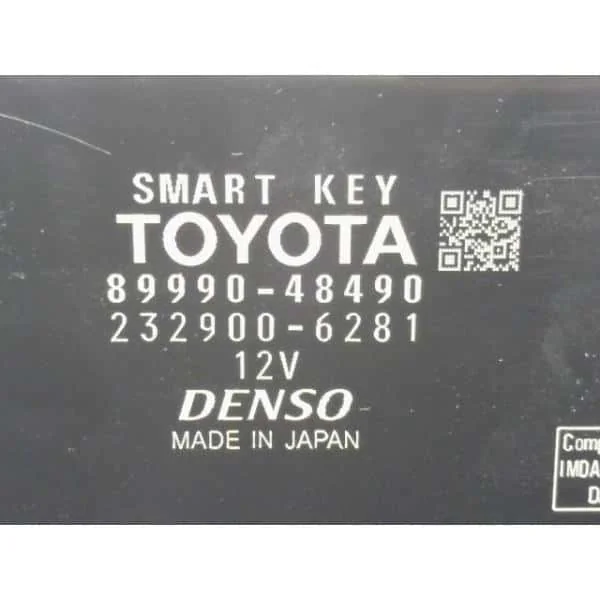 SMART KEY
TOYOTA
89990-48490
232900-6281
12V
DENSO
MADE IN JAPAN
Comp
IMDA
D